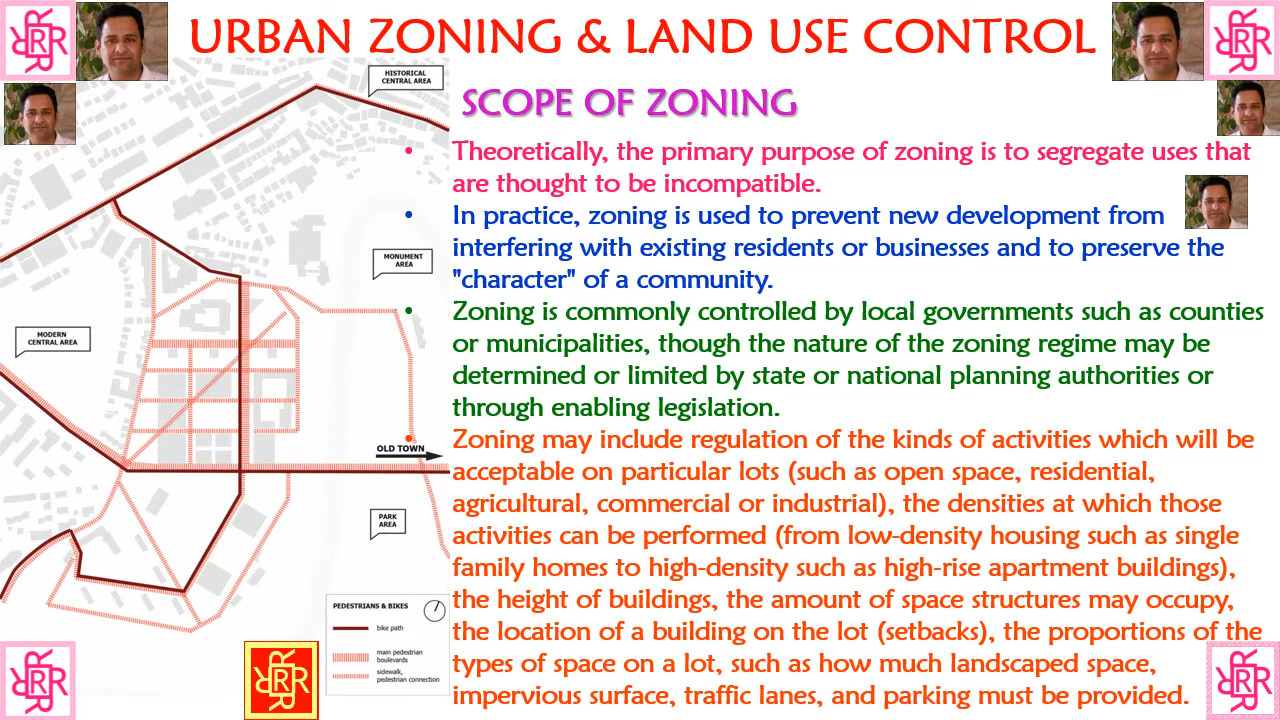 URBAN ZONING & LAND USE CONTROL
SCOPE OF ZONING
• Theoretically, the primary purpose of zoning is to segregate uses that
are thought to be incompatible.
• In practice, zoning is used to prevent new development from
interfering with existing residents or businesses and to preserve the
"character" of a community.
• Zoning is commonly controlled by local governments such as counties
or municipalities, though the nature of the zoning regime may be
determined or limited by state or national planning authorities or
through enabling legislation.
Zoning may include regulation of the kinds of activities which will be
acceptable on particular lots (such as open space, residential,
agricultural, commercial or industrial), the densities at which those
activities can be performed (from low-density housing such as single
family homes to high-density such as high-rise apartment buildings),
the height of buildings, the amount of space structures may occupy,
the location of a building on the lot (setbacks), the proportions of the
types of space on a lot, such as how much landscaped space,
impervious surface, traffic lanes, and parking must be provided.
HISTORICAL
CENTRAL AREA
MONUMENT
AREA
MODERN
CENTRAL AREA
OLD TOWN
PARK
AREA
PEDESTRIANS & BIKES
bike path
main pedestrian
boulevards
sidewalk,
pedestrian connection